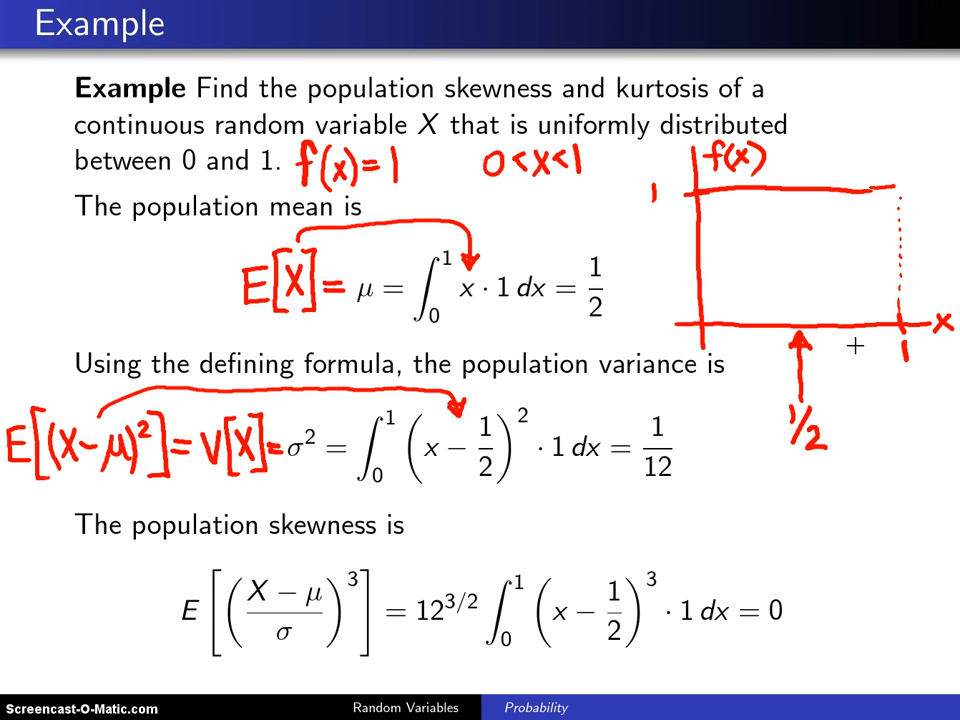 Example
Example Find the population skewness and kurtosis of a
continuous random variable X that is uniformly distributed
between 0 and 1. f(x)=1 0<x<1
f(x)
1
The population mean is
E[X]= μ = ∫₀¹ x · 1 dx = 1/2
x
1
Using the defining formula, the population variance is
1/2
E[(X-μ)²]=V[X]= σ² = ∫₀¹ (x − 1/2)² · 1 dx = 1/12
The population skewness is
E[((X − μ)/σ)³] = 12^{3/2} ∫₀¹ (x − 1/2)³ · 1 dx = 0
Screencast-O-Matic.com Random Variables Probability